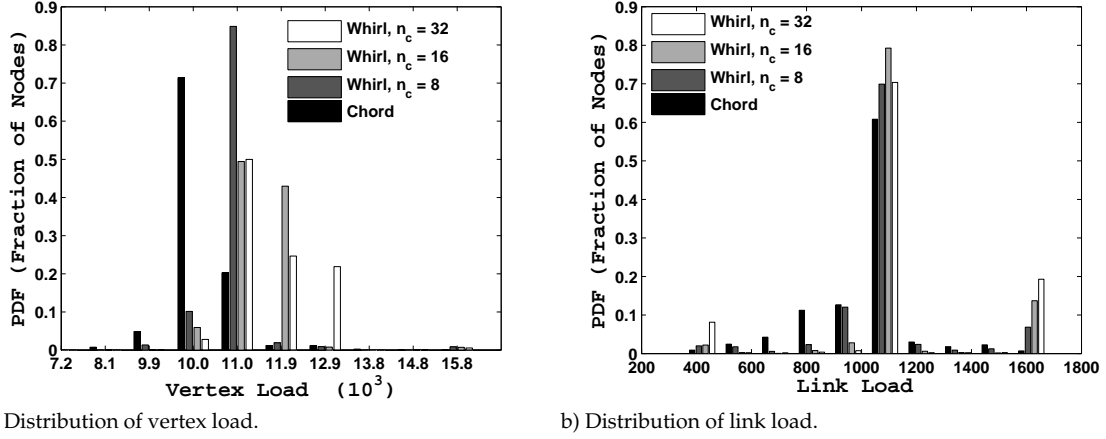 0.9
0.8
0.7
0.6
0.5
0.4
0.3
0.2
0.1
0
PDF (Fraction of Nodes)
Whirl, n_c = 32
Whirl, n_c = 16
Whirl, n_c = 8
Chord
7.2 8.1 9.9 10.0 11.0 11.9 12.9 13.8 14.8 15.8
Vertex Load (10^3)
Distribution of vertex load.
0.9
0.8
0.7
0.6
0.5
0.4
0.3
0.2
0.1
0
PDF (Fraction of Nodes)
Whirl, n_c = 32
Whirl, n_c = 16
Whirl, n_c = 8
Chord
200 400 600 800 1000 1200 1400 1600 1800
Link Load
b) Distribution of link load.